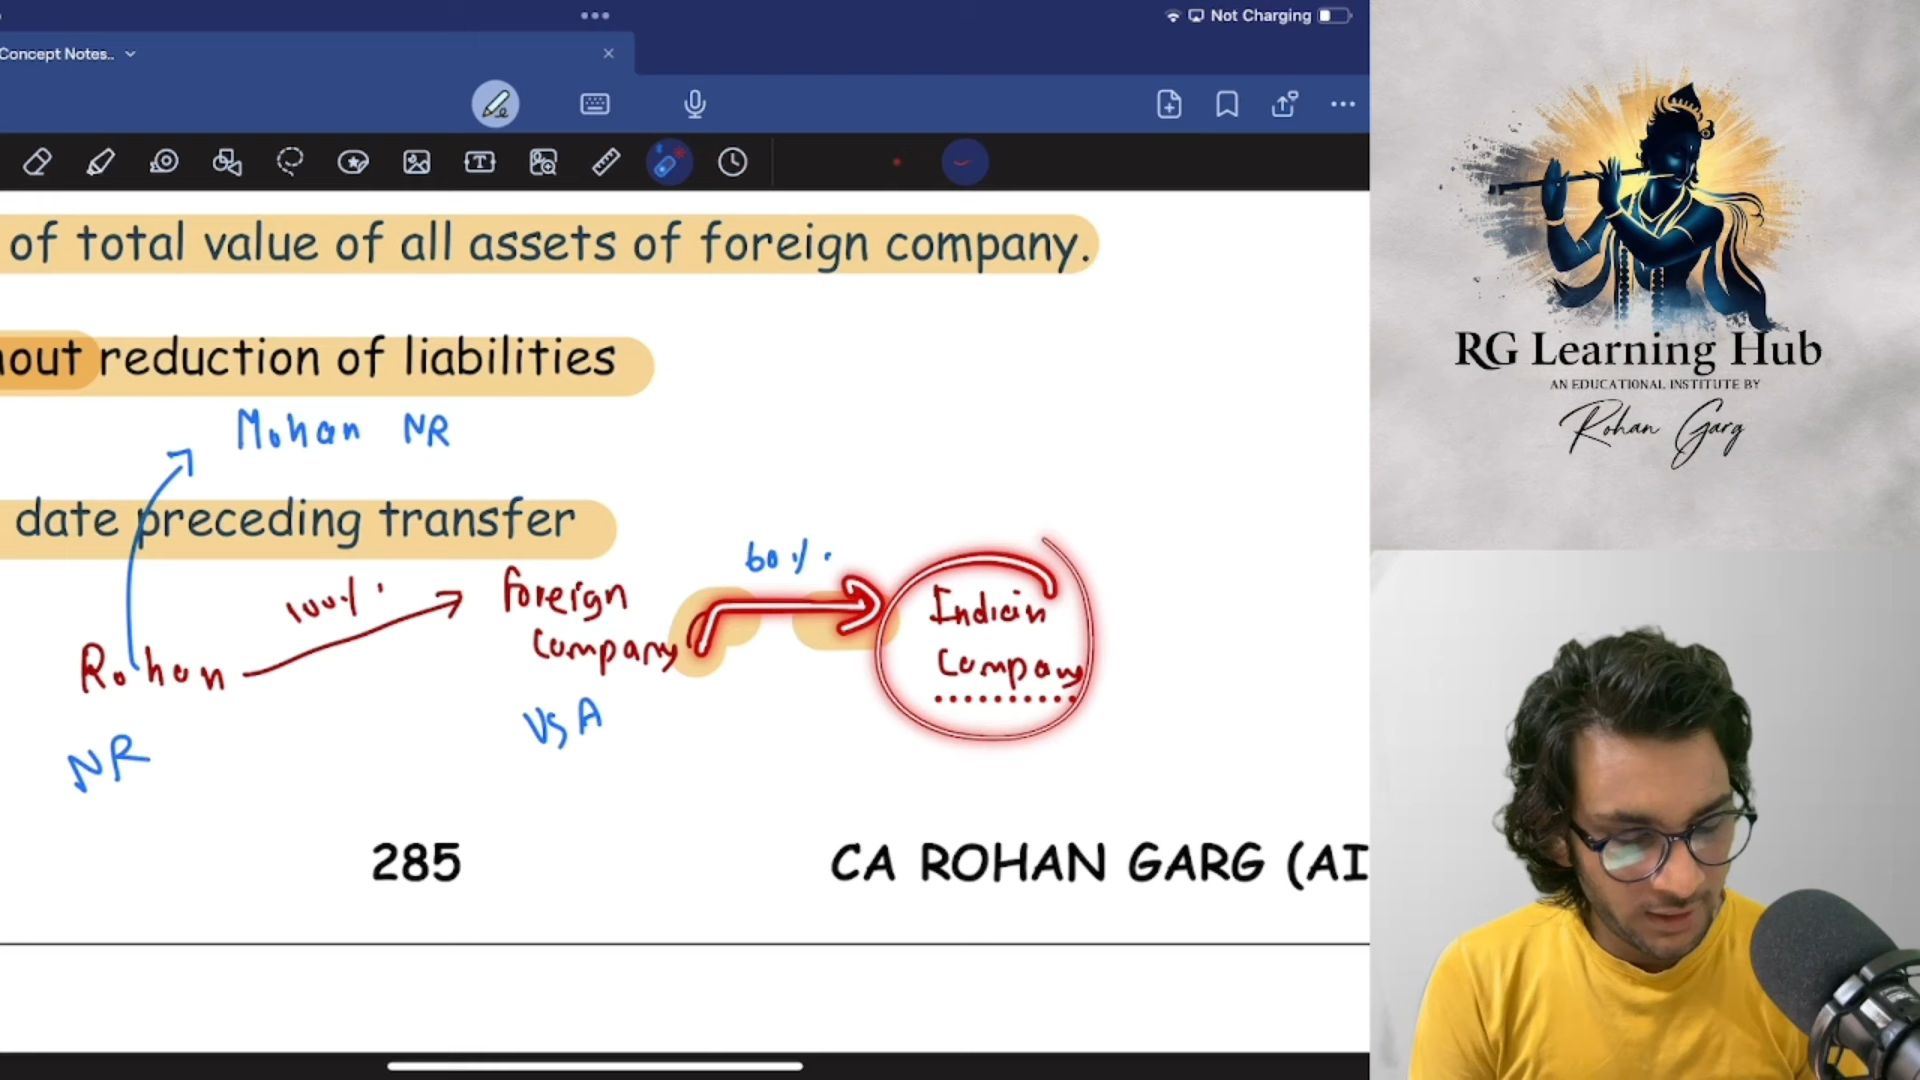 Not Charging
Concept Notes..
of total value of all assets of foreign company.
hout reduction of liabilities
Mohan NR
date preceding transfer
60%.
100%.
Foreign
Company
Indian
Company
Rohan
USA
NR
285
CA ROHAN GARG (AI
RG Learning Hub
AN EDUCATIONAL INSTITUTE BY
Rohan Garg